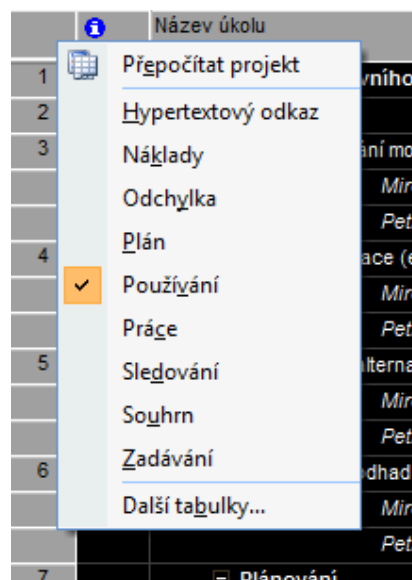 Název úkolu
1
Přepočítat projekt
2
Hypertextový odkaz
3
Náklady
Odchylka
Plán
4
Používání
Práce
5
Sledování
Souhrn
6
Zadávání
Další tabulky...
7
Plánování